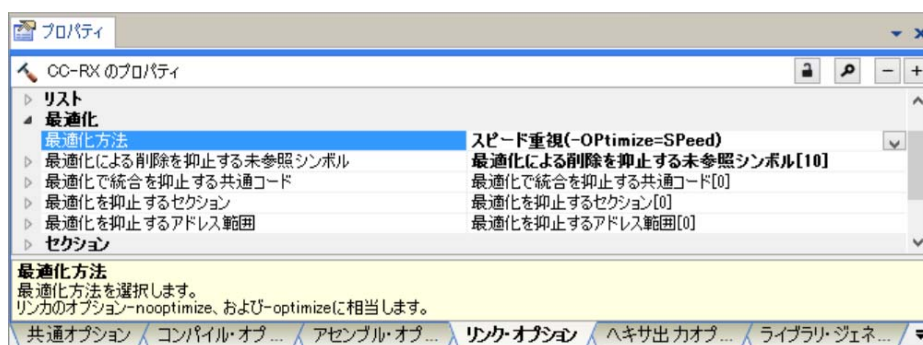 プロパティ
CC-RX のプロパティ
リスト
最適化
最適化方法 スピード重視(-OPtimize=SPeed)
最適化による削除を抑止する未参照シンボル 最適化による削除を抑止する未参照シンボル[10]
最適化で統合を抑止する共通コード 最適化で統合を抑止する共通コード[0]
最適化を抑止するセクション 最適化を抑止するセクション[0]
最適化を抑止するアドレス範囲 最適化を抑止するアドレス範囲[0]
セクション
最適化方法
最適化方法を選択します。
リンカのオプション-nooptimize、および-optimizeに相当します。
共通オプション コンパイル・オプ... アセンブル・オプ... リンク・オプション ヘキサ出力オプ... ライブラリ・ジェネ...